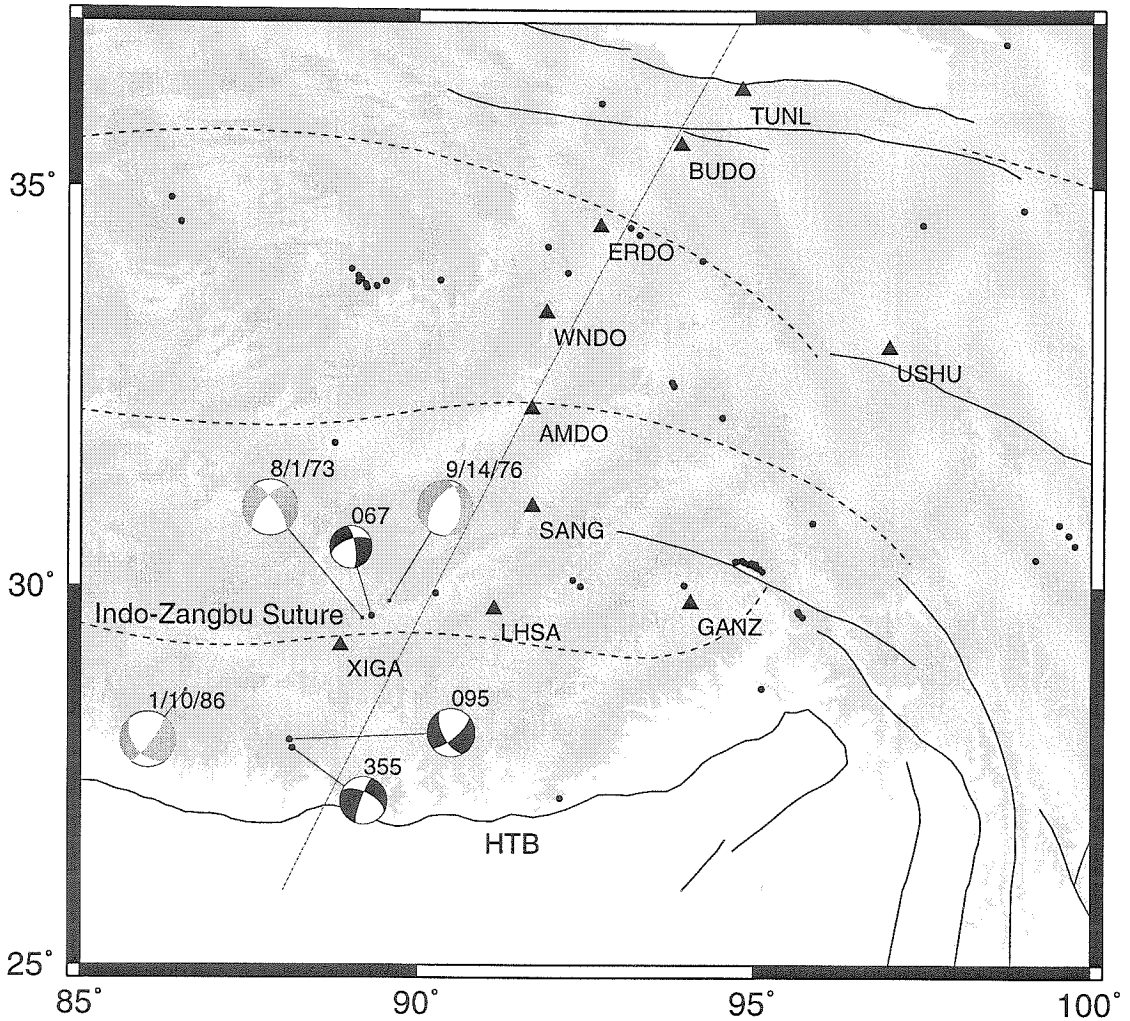 TUNL
BUDO
35°
ERDO
WNDO
USHU
AMDO
8/1/73
9/14/76
067
SANG
30°
Indo-Zangbu Suture
LHSA
GANZ
XIGA
1/10/86
095
355
HTB
25°
85°
90°
95°
100°